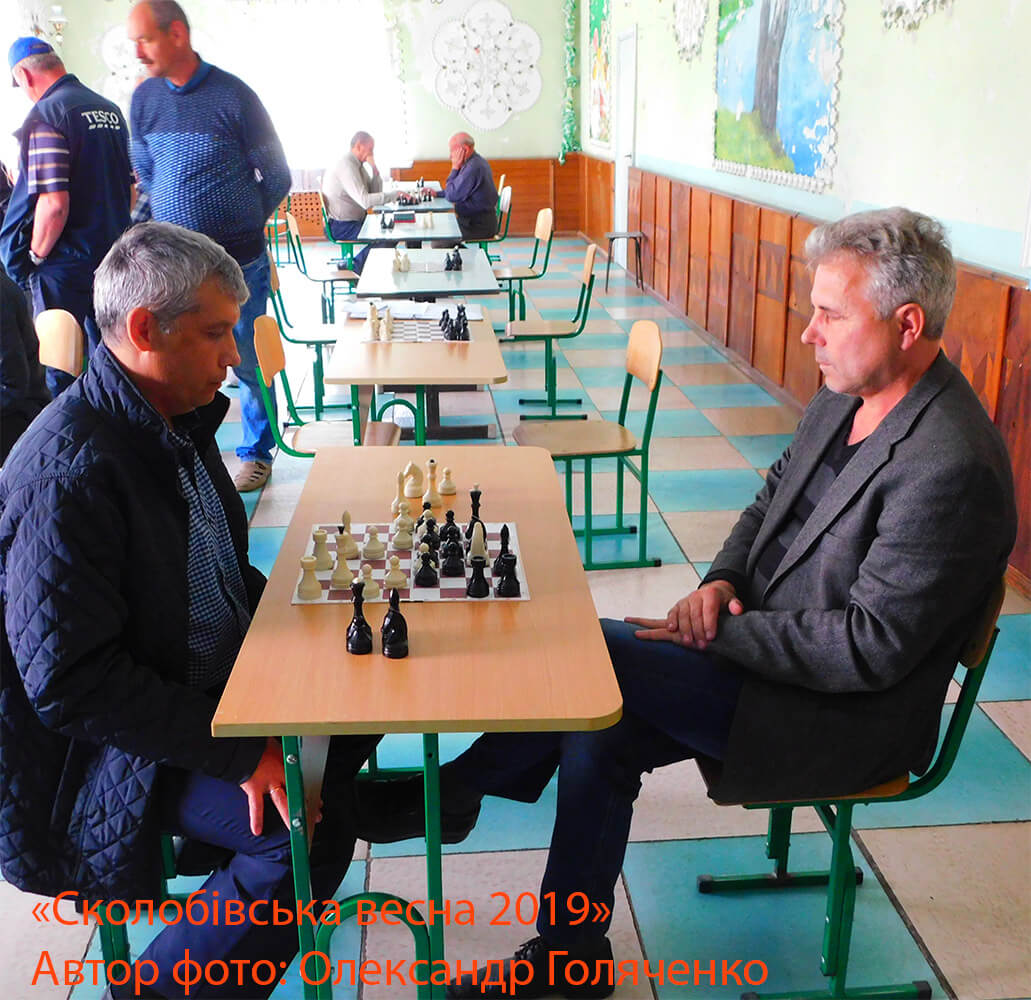 TESCO
«Сколобівська весна 2019»
Автор фото: Олександр Голяченко